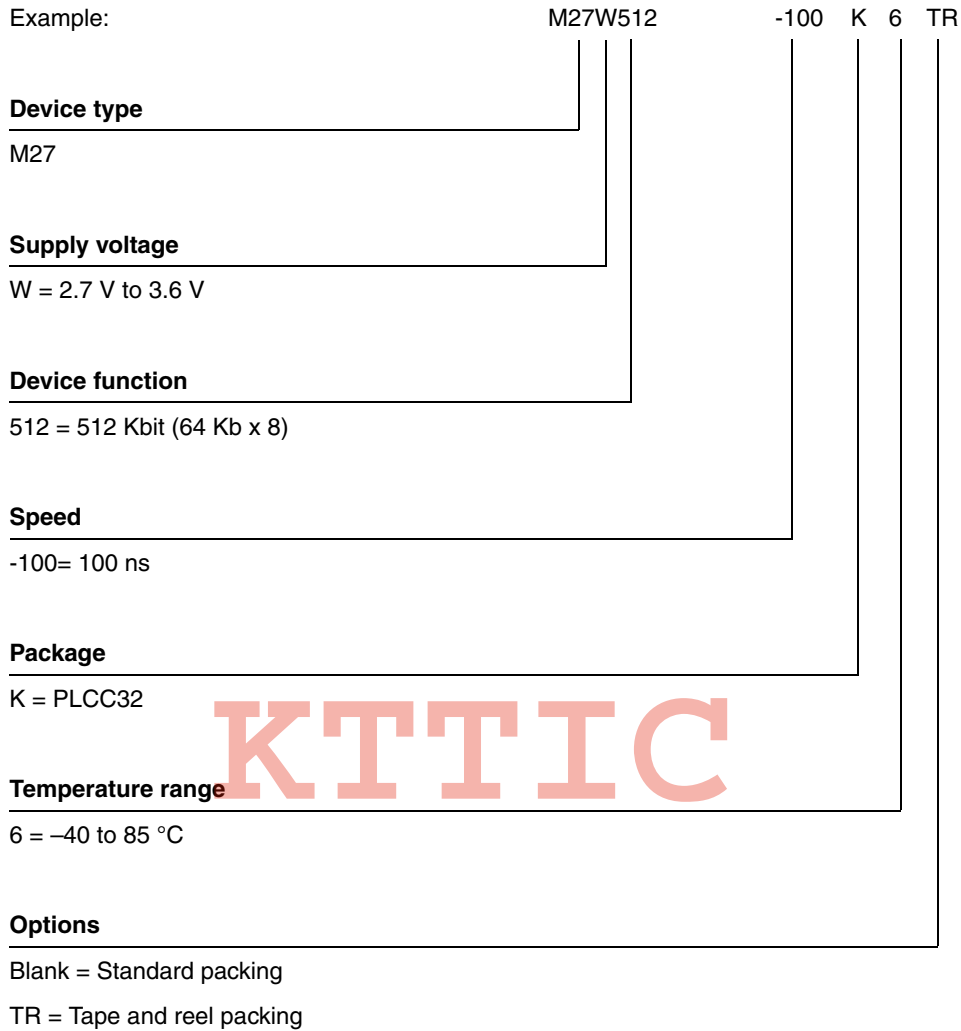 Example: M27W512 -100 K 6 TR
Device type
M27
Supply voltage
W = 2.7 V to 3.6 V
Device function
512 = 512 Kbit (64 Kb x 8)
Speed
-100= 100 ns
Package
K = PLCC32
KTTIC
Temperature range
6 = –40 to 85 °C
Options
Blank = Standard packing
TR = Tape and reel packing